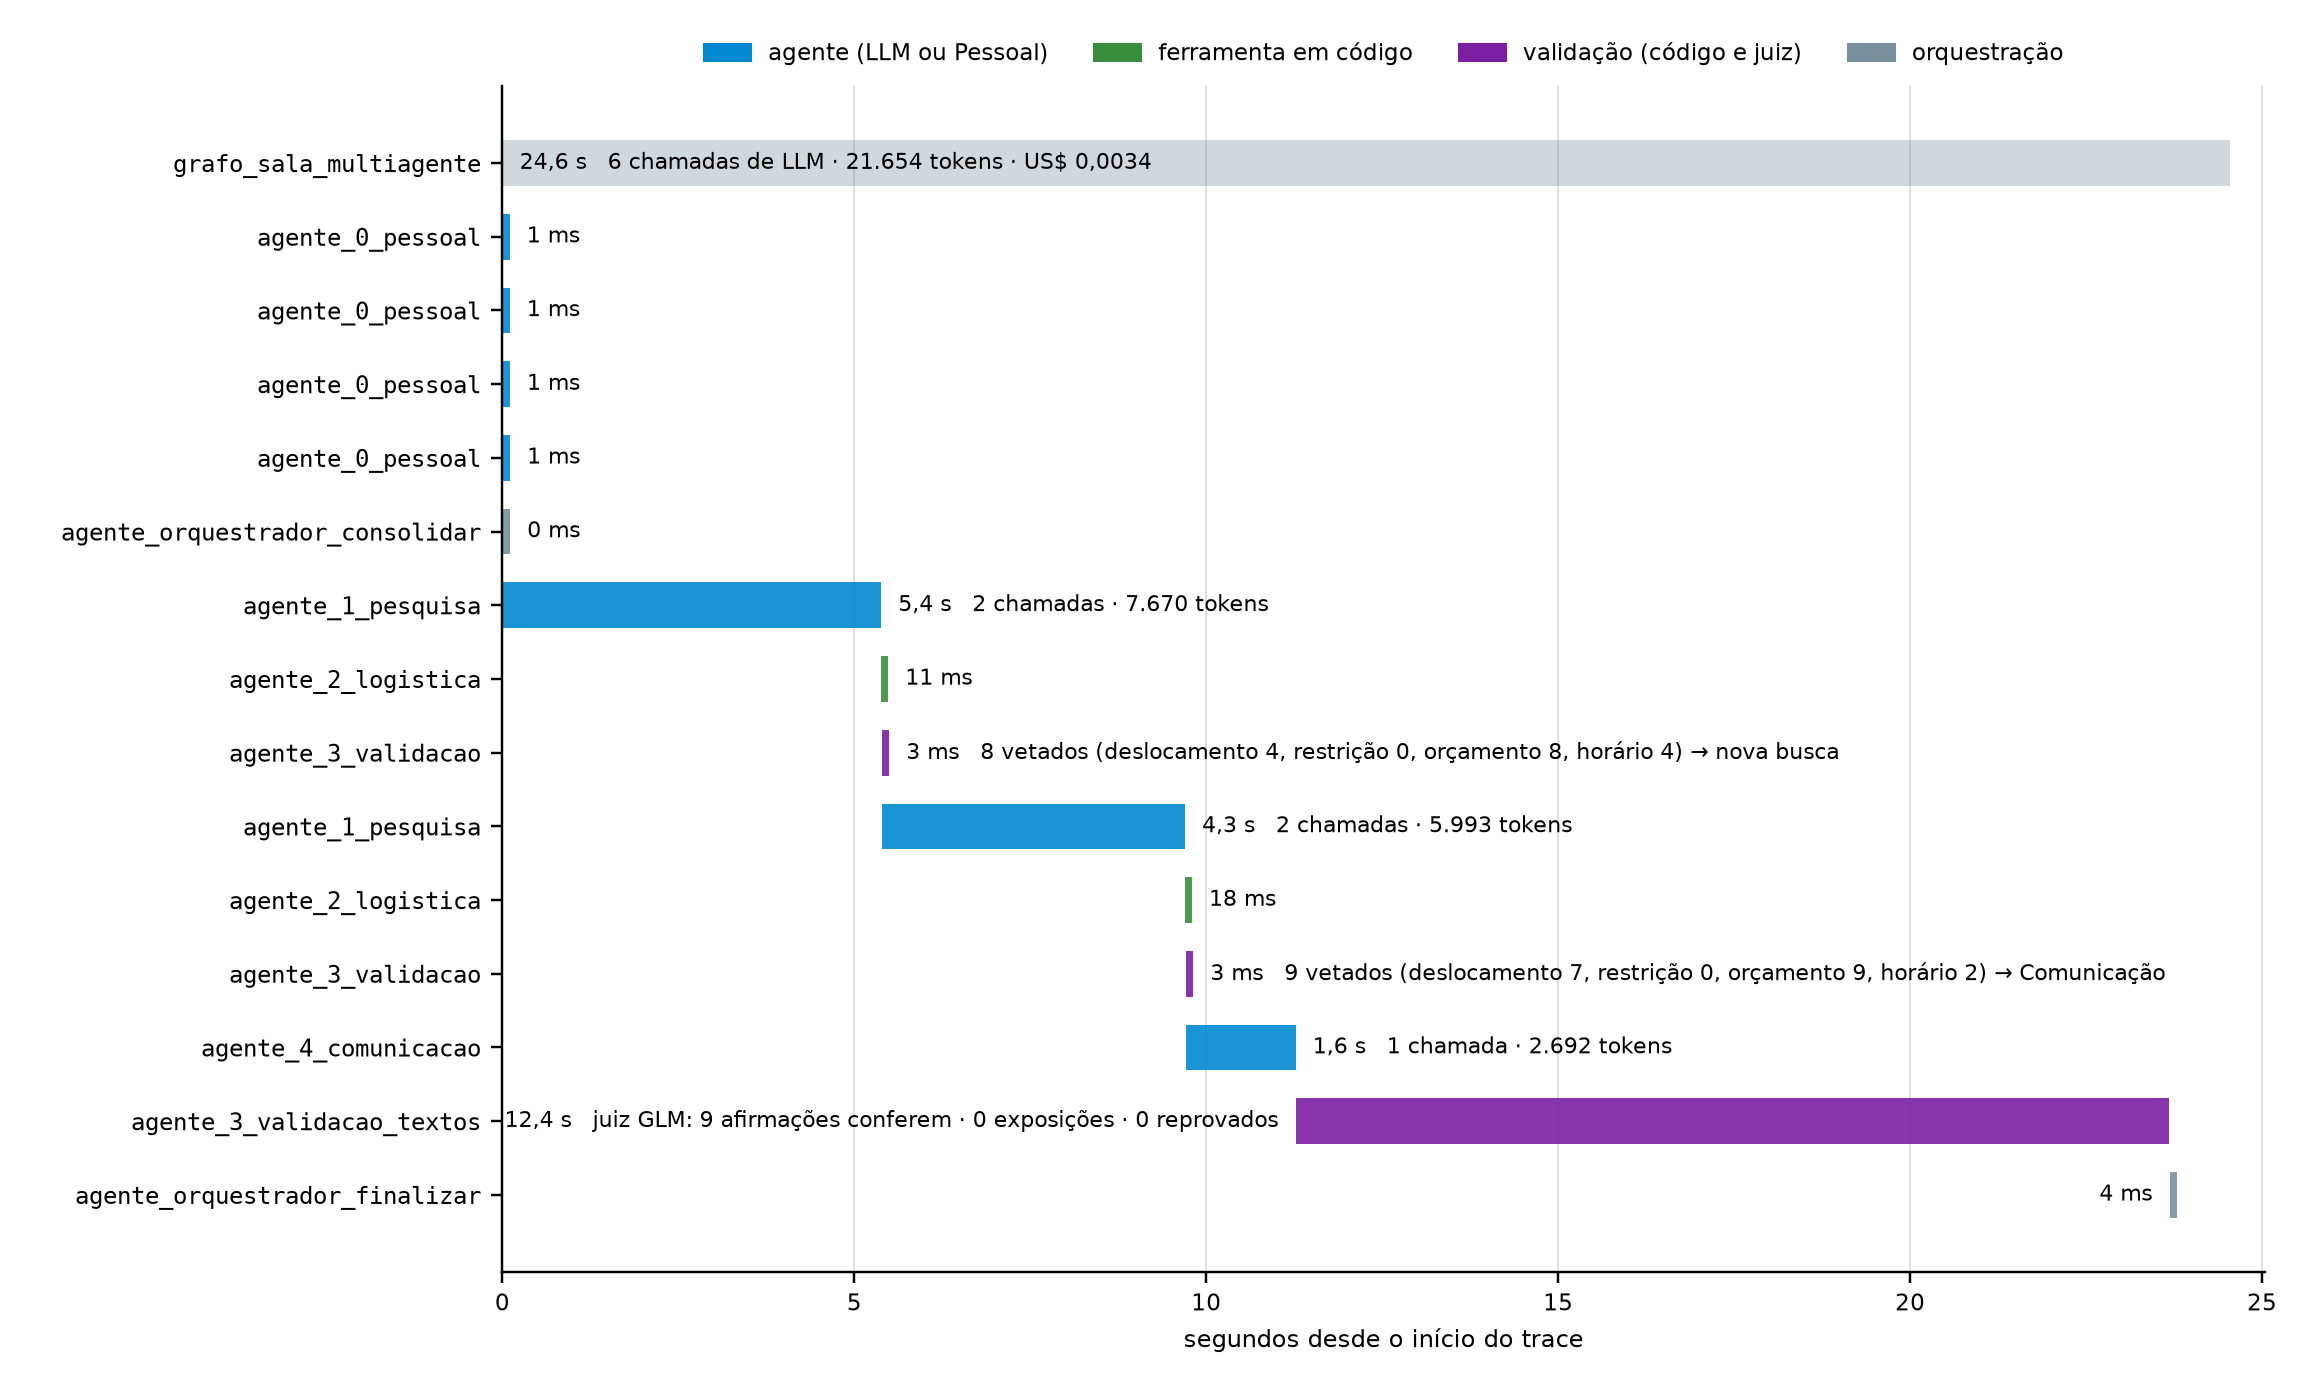 agente (LLM ou Pessoal) ferramenta em código validação (código e juiz) orquestração
grafo_sala_multiagente 24,6 s 6 chamadas de LLM · 21.654 tokens · US$ 0,0034
agente_0_pessoal 1 ms
agente_0_pessoal 1 ms
agente_0_pessoal 1 ms
agente_0_pessoal 1 ms
agente_orquestrador_consolidar 0 ms
agente_1_pesquisa 5,4 s 2 chamadas · 7.670 tokens
agente_2_logistica 11 ms
agente_3_validacao 3 ms 8 vetados (deslocamento 4, restrição 0, orçamento 8, horário 4) → nova busca
agente_1_pesquisa 4,3 s 2 chamadas · 5.993 tokens
agente_2_logistica 18 ms
agente_3_validacao 3 ms 9 vetados (deslocamento 7, restrição 0, orçamento 9, horário 2) → Comunicação
agente_4_comunicacao 1,6 s 1 chamada · 2.692 tokens
agente_3_validacao_textos 12,4 s juiz GLM: 9 afirmações conferem · 0 exposições · 0 reprovados
agente_orquestrador_finalizar 4 ms
0 5 10 15 20 25
segundos desde o início do trace